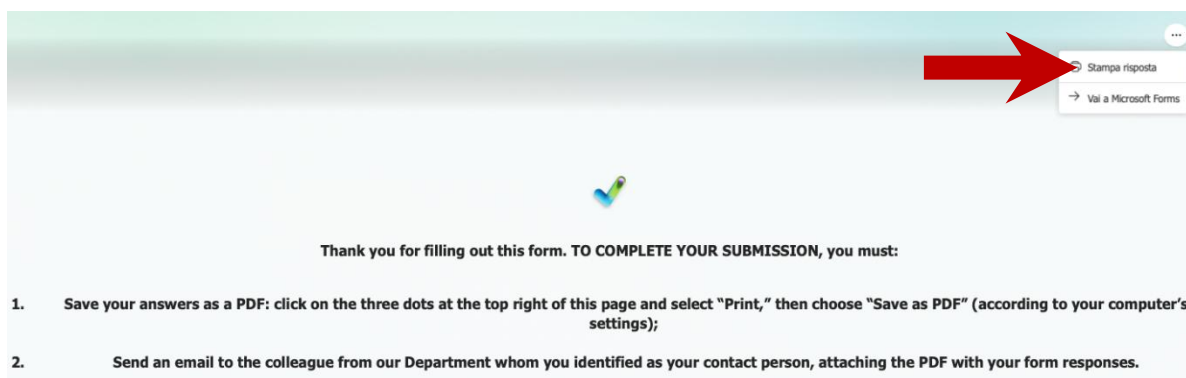 ...
Stampa risposta
Vai a Microsoft Forms
Thank you for filling out this form. TO COMPLETE YOUR SUBMISSION, you must:
1. Save your answers as a PDF: click on the three dots at the top right of this page and select “Print,” then choose “Save as PDF” (according to your computer’s
settings);
2. Send an email to the colleague from our Department whom you identified as your contact person, attaching the PDF with your form responses.